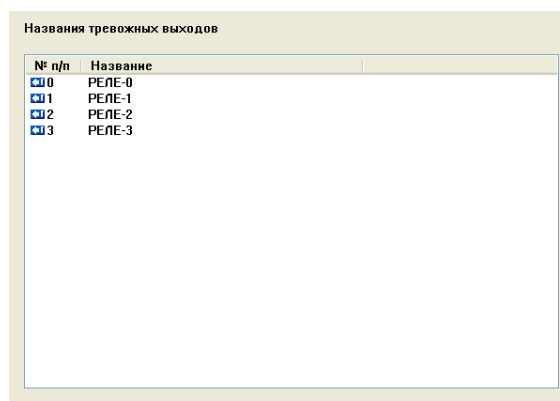 Названия тревожных выходов
№ п/п Название
0 РЕЛЕ-0
1 РЕЛЕ-1
2 РЕЛЕ-2
3 РЕЛЕ-3